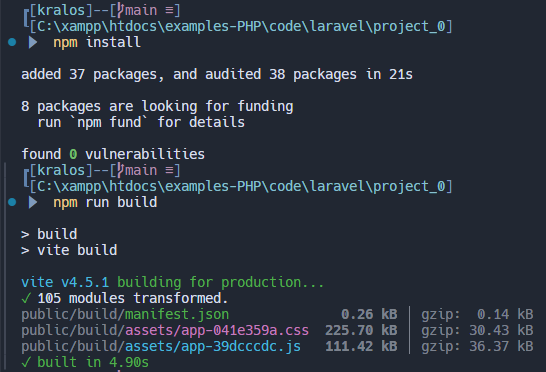 [kralos]--[main ≡]
[C:\xampp\htdocs\examples-PHP\code\laravel\project_0]
npm install
added 37 packages, and audited 38 packages in 21s
8 packages are looking for funding
run `npm fund` for details
found 0 vulnerabilities
[kralos]--[main ≡]
[C:\xampp\htdocs\examples-PHP\code\laravel\project_0]
npm run build
> build
> vite build
vite v4.5.1 building for production...
✓ 105 modules transformed.
public/build/manifest.json 0.26 kB │ gzip: 0.14 kB
public/build/assets/app-041e359a.css 225.70 kB │ gzip: 30.43 kB
public/build/assets/app-39dcccdc.js 111.42 kB │ gzip: 36.37 kB
✓ built in 4.90s